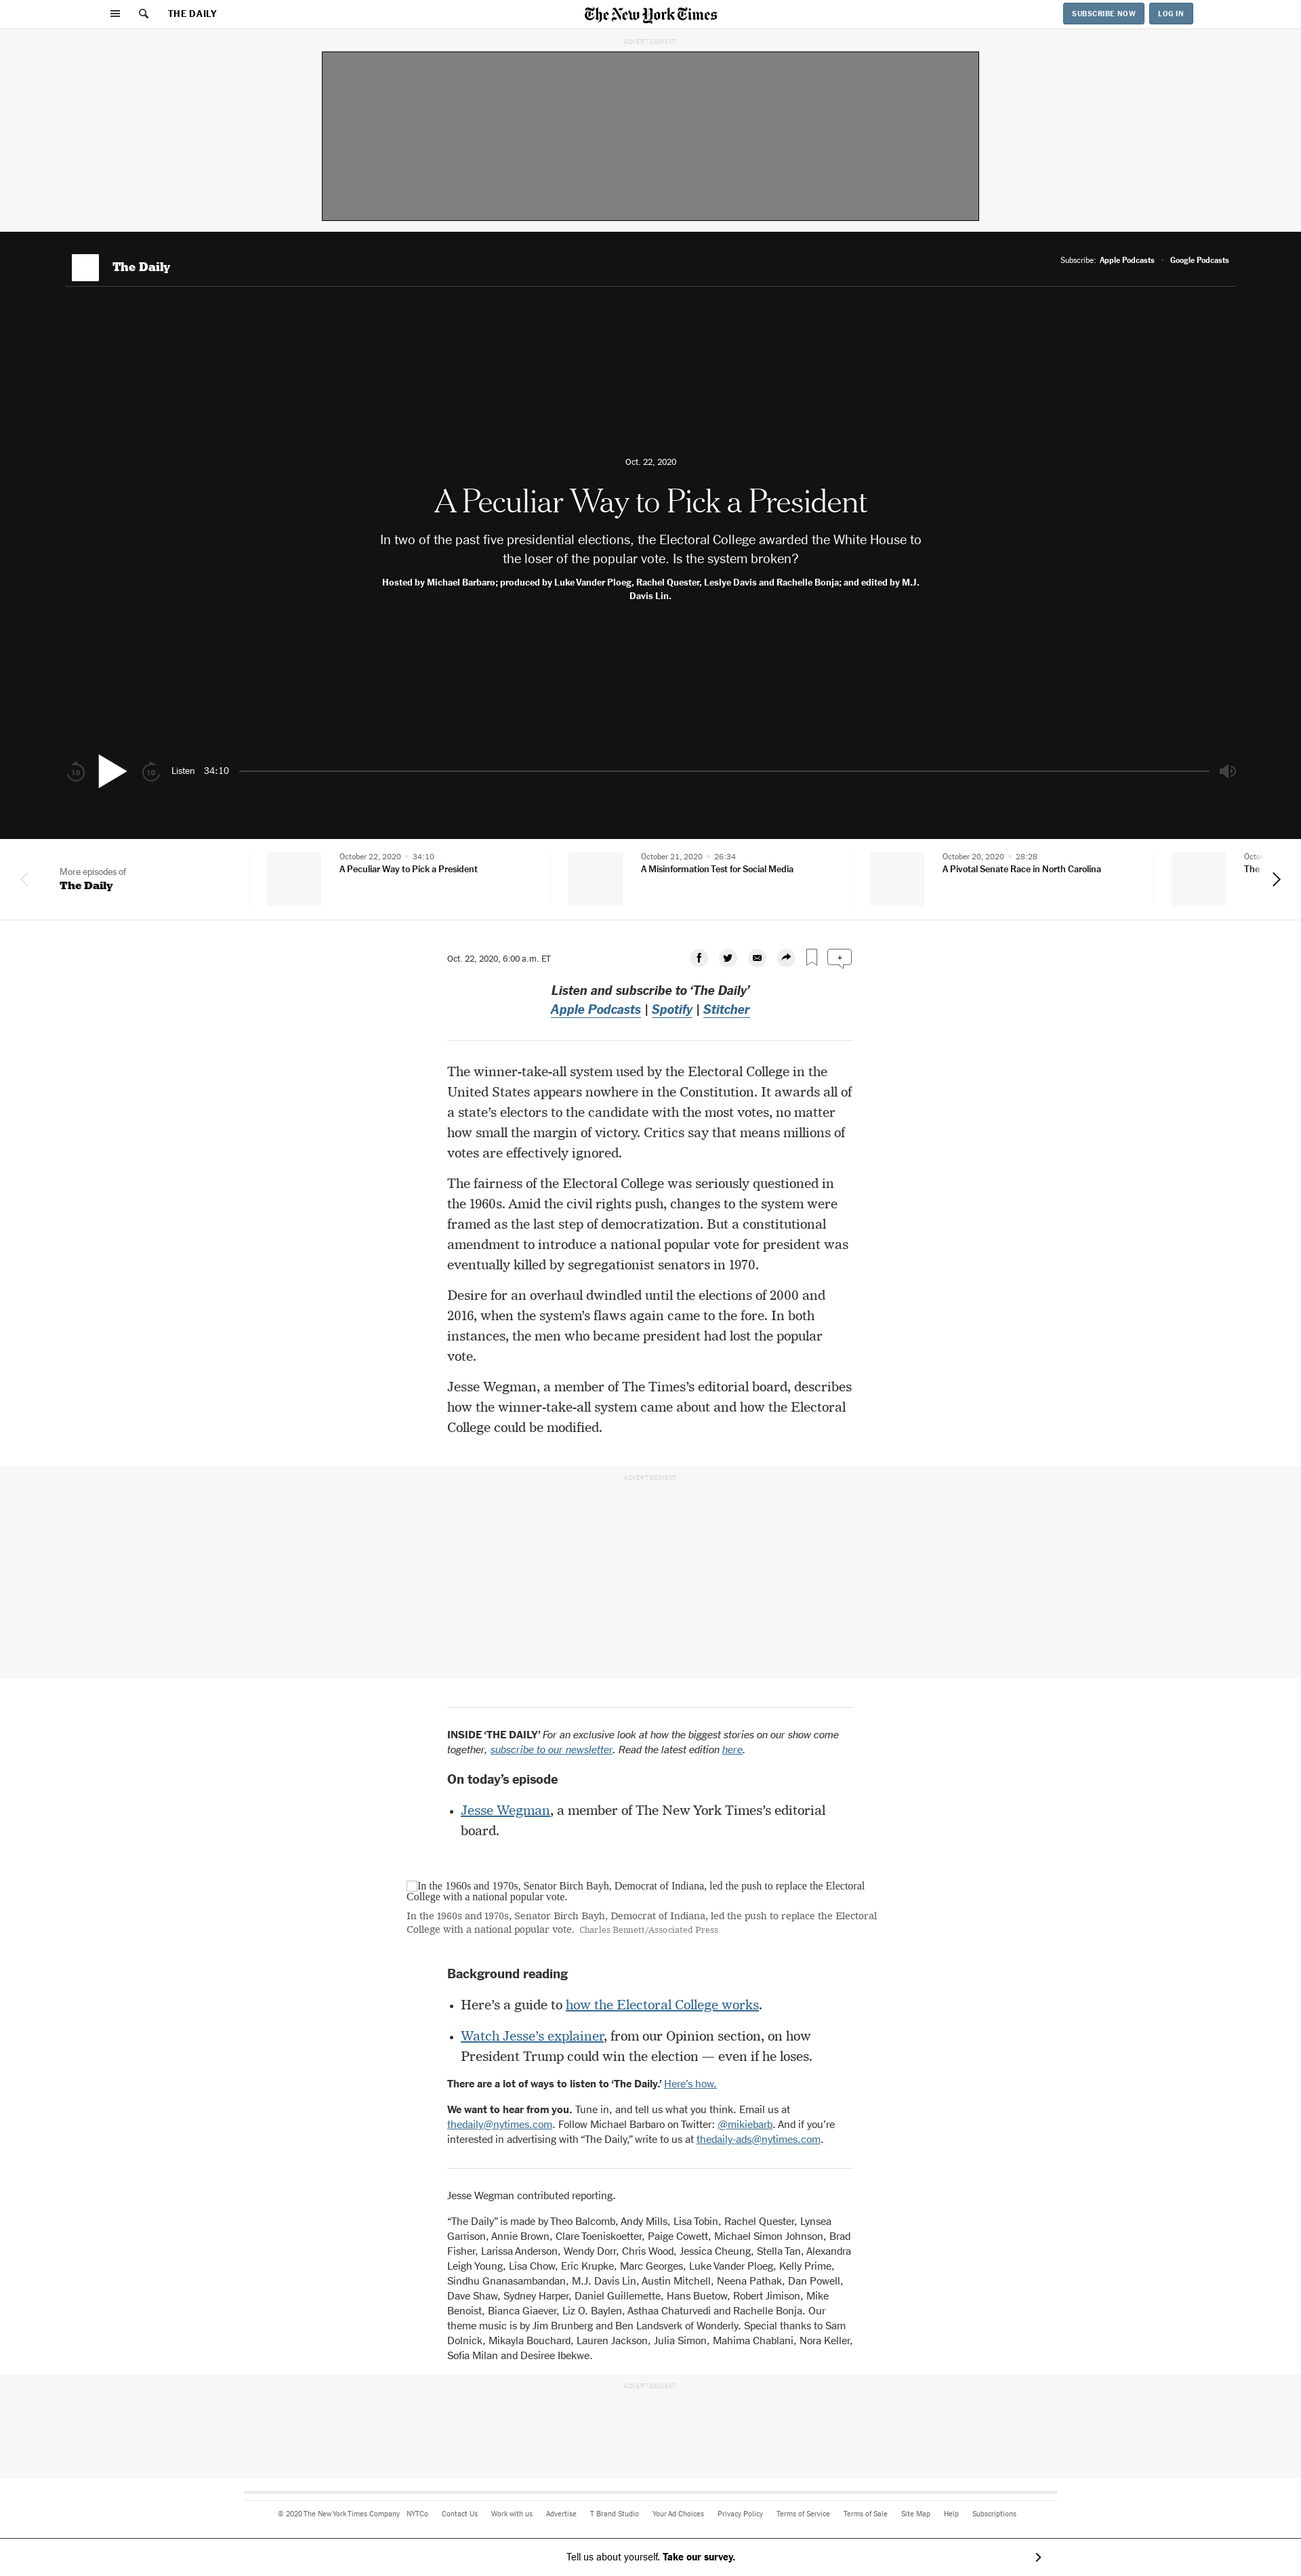 THE DAILY
The New York Times
SUBSCRIBE NOW
LOG IN
ADVERTISEMENT
The Daily
Subscribe: Apple Podcasts • Google Podcasts
Oct. 22, 2020
A Peculiar Way to Pick a President
In two of the past five presidential elections, the Electoral College awarded the White House to
the loser of the popular vote. Is the system broken?
Hosted by Michael Barbaro; produced by Luke Vander Ploeg, Rachel Quester, Leslye Davis and Rachelle Bonja; and edited by M.J.
Davis Lin.
10
10
Listen 34:10
More episodes of
The Daily
October 22, 2020 • 34:10
A Peculiar Way to Pick a President
October 21, 2020 • 26:34
A Misinformation Test for Social Media
October 20, 2020 • 28:28
A Pivotal Senate Race in North Carolina
Octo
The
Oct. 22, 2020, 6:00 a.m. ET
+
Listen and subscribe to ‘The Daily’
Apple Podcasts | Spotify | Stitcher
The winner-take-all system used by the Electoral College in the
United States appears nowhere in the Constitution. It awards all of
a state’s electors to the candidate with the most votes, no matter
how small the margin of victory. Critics say that means millions of
votes are effectively ignored.
The fairness of the Electoral College was seriously questioned in
the 1960s. Amid the civil rights push, changes to the system were
framed as the last step of democratization. But a constitutional
amendment to introduce a national popular vote for president was
eventually killed by segregationist senators in 1970.
Desire for an overhaul dwindled until the elections of 2000 and
2016, when the system’s flaws again came to the fore. In both
instances, the men who became president had lost the popular
vote.
Jesse Wegman, a member of The Times’s editorial board, describes
how the winner-take-all system came about and how the Electoral
College could be modified.
ADVERTISEMENT
INSIDE ‘THE DAILY’ For an exclusive look at how the biggest stories on our show come
together, subscribe to our newsletter. Read the latest edition here.
On today’s episode
• Jesse Wegman, a member of The New York Times’s editorial
board.
In the 1960s and 1970s, Senator Birch Bayh, Democrat of Indiana, led the push to replace the Electoral
College with a national popular vote.
In the 1960s and 1970s, Senator Birch Bayh, Democrat of Indiana, led the push to replace the Electoral
College with a national popular vote. Charles Bennett/Associated Press
Background reading
• Here’s a guide to how the Electoral College works.
• Watch Jesse’s explainer, from our Opinion section, on how
President Trump could win the election — even if he loses.
There are a lot of ways to listen to ‘The Daily.’ Here’s how.
We want to hear from you. Tune in, and tell us what you think. Email us at
thedaily@nytimes.com. Follow Michael Barbaro on Twitter: @mikiebarb. And if you’re
interested in advertising with “The Daily,” write to us at thedaily-ads@nytimes.com.
Jesse Wegman contributed reporting.
“The Daily” is made by Theo Balcomb, Andy Mills, Lisa Tobin, Rachel Quester, Lynsea
Garrison, Annie Brown, Clare Toeniskoetter, Paige Cowett, Michael Simon Johnson, Brad
Fisher, Larissa Anderson, Wendy Dorr, Chris Wood, Jessica Cheung, Stella Tan, Alexandra
Leigh Young, Lisa Chow, Eric Krupke, Marc Georges, Luke Vander Ploeg, Kelly Prime,
Sindhu Gnanasambandan, M.J. Davis Lin, Austin Mitchell, Neena Pathak, Dan Powell,
Dave Shaw, Sydney Harper, Daniel Guillemette, Hans Buetow, Robert Jimison, Mike
Benoist, Bianca Giaever, Liz O. Baylen, Asthaa Chaturvedi and Rachelle Bonja. Our
theme music is by Jim Brunberg and Ben Landsverk of Wonderly. Special thanks to Sam
Dolnick, Mikayla Bouchard, Lauren Jackson, Julia Simon, Mahima Chablani, Nora Keller,
Sofia Milan and Desiree Ibekwe.
ADVERTISEMENT
© 2020 The New York Times Company NYTCo Contact Us Work with us Advertise T Brand Studio Your Ad Choices Privacy Policy Terms of Service Terms of Sale Site Map Help Subscriptions
Tell us about yourself. Take our survey.